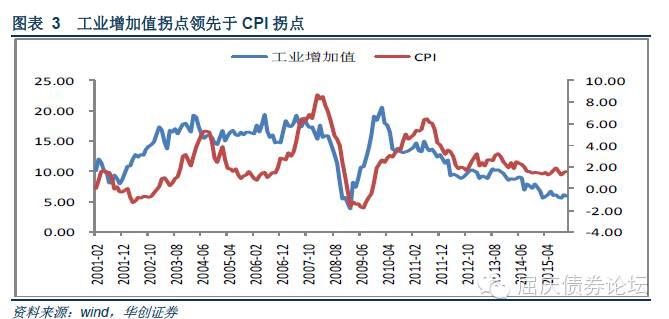 图表 3 工业增加值拐点领先于 CPI 拐点
工业增加值 CPI
25.00 20.00 15.00 10.00 5.00 0.00
10.00 8.00 6.00 4.00 2.00 0.00 -2.00 -4.00
2001-02 2001-12 2002-10 2003-08 2004-06 2005-04 2006-02 2006-12 2007-10 2008-08 2009-06 2010-04 2011-02 2011-12 2012-10 2013-08 2014-06 2015-04
屈庆债券论坛
资料来源：wind，华创证券